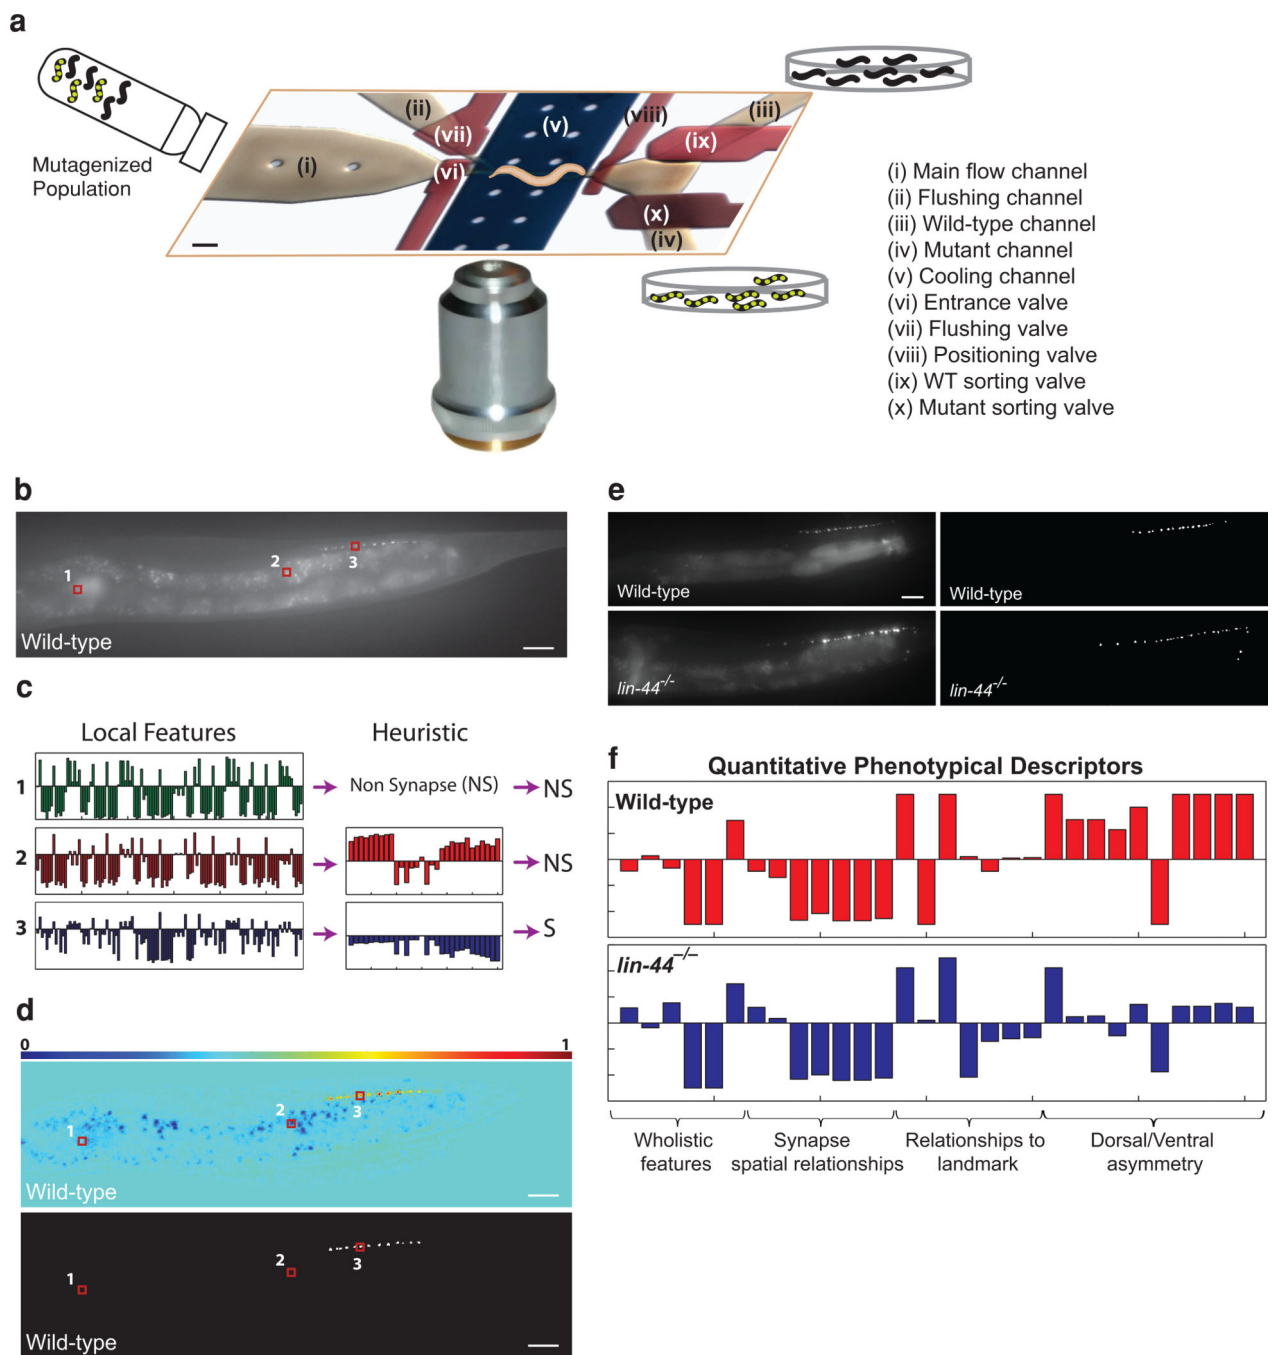 a
Mutagenized
Population
(i)
(ii)
(vii)
(vi)
(v)
(viii)
(iii)
(ix)
(x)
(iv)
(i) Main flow channel
(ii) Flushing channel
(iii) Wild-type channel
(iv) Mutant channel
(v) Cooling channel
(vi) Entrance valve
(vii) Flushing valve
(viii) Positioning valve
(ix) WT sorting valve
(x) Mutant sorting valve
b
1
2
3
Wild-type
c
Local Features
Heuristic
1
Non Synapse (NS)
NS
2
NS
3
S
d
0
1
1
2
3
Wild-type
1
2
3
Wild-type
e
Wild-type
Wild-type
lin-44-/-
lin-44-/-
f
Quantitative Phenotypical Descriptors
Wild-type
lin-44–/–
Wholistic
features
Synapse
spatial relationships
Relationships to
landmark
Dorsal/Ventral
asymmetry